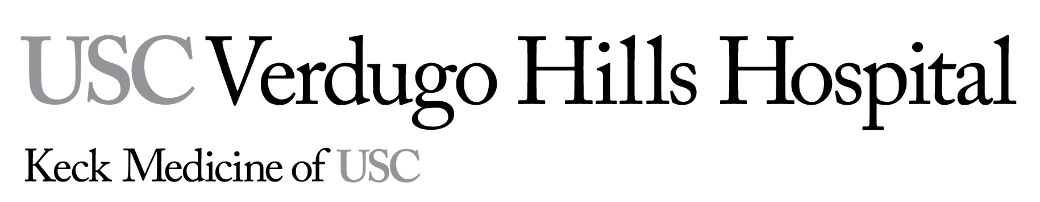 USC Verdugo Hills Hospital
Keck Medicine of USC